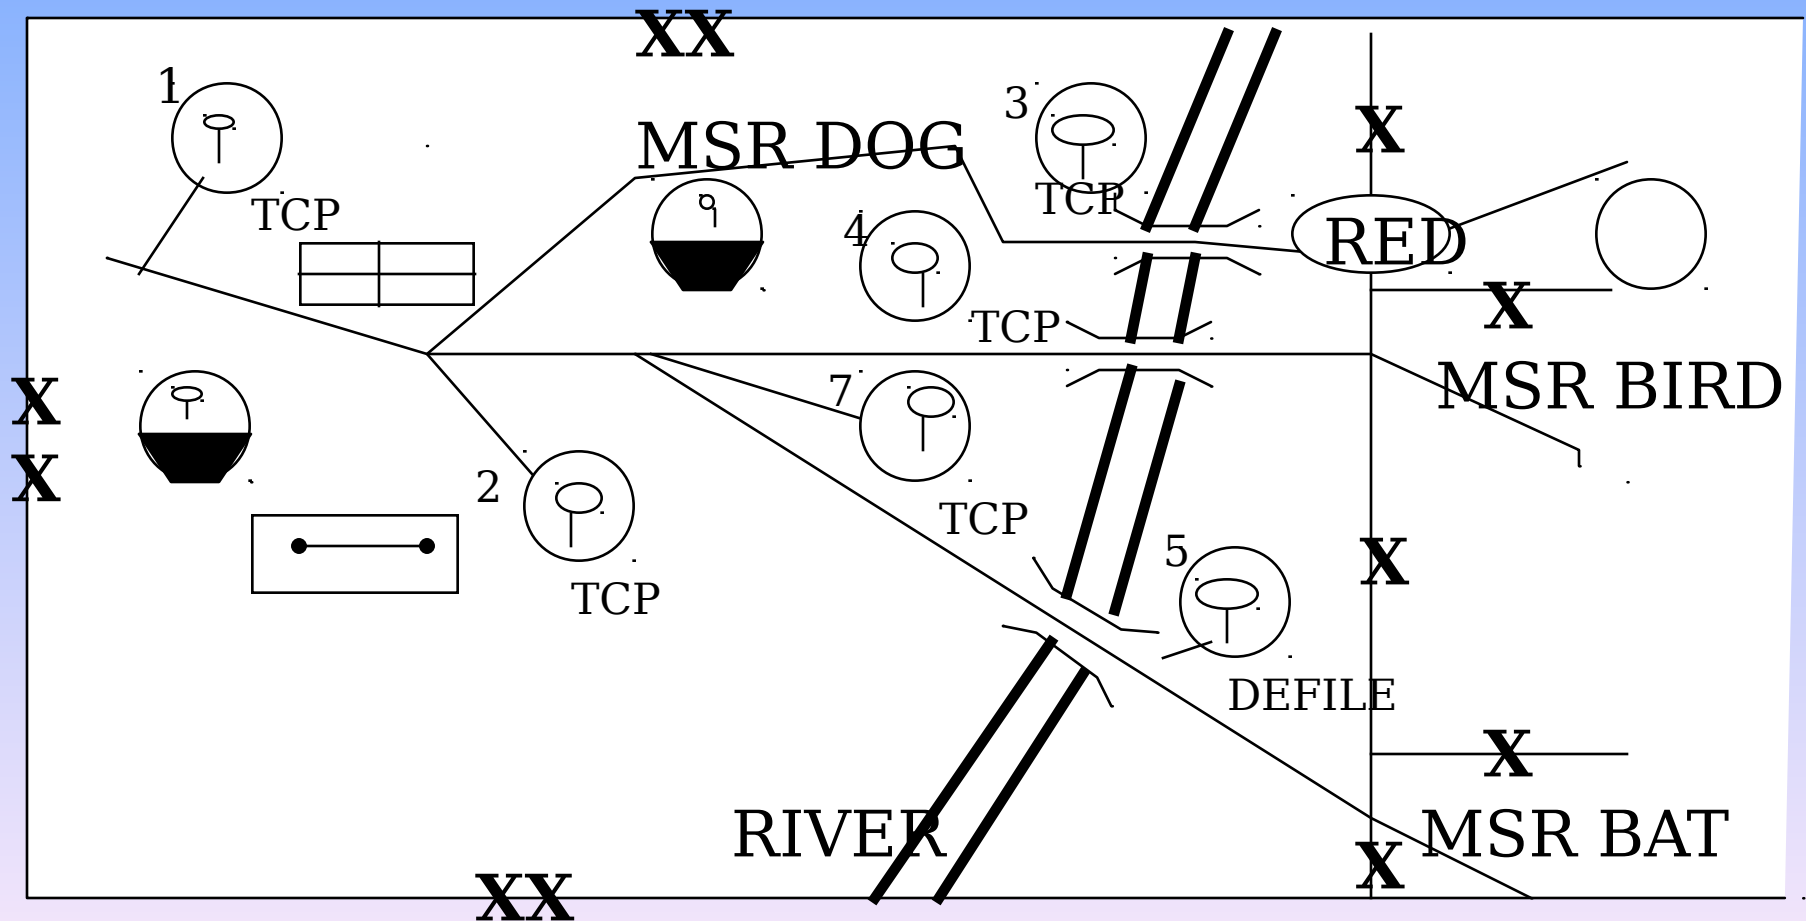 XX
1
MSR DOG
3
X
TCP
TCP
4
RED
TCP
X
X
7
MSR BIRD
X
2
TCP
5
X
TCP
DEFILE
X
RIVER
MSR BAT
X
XX